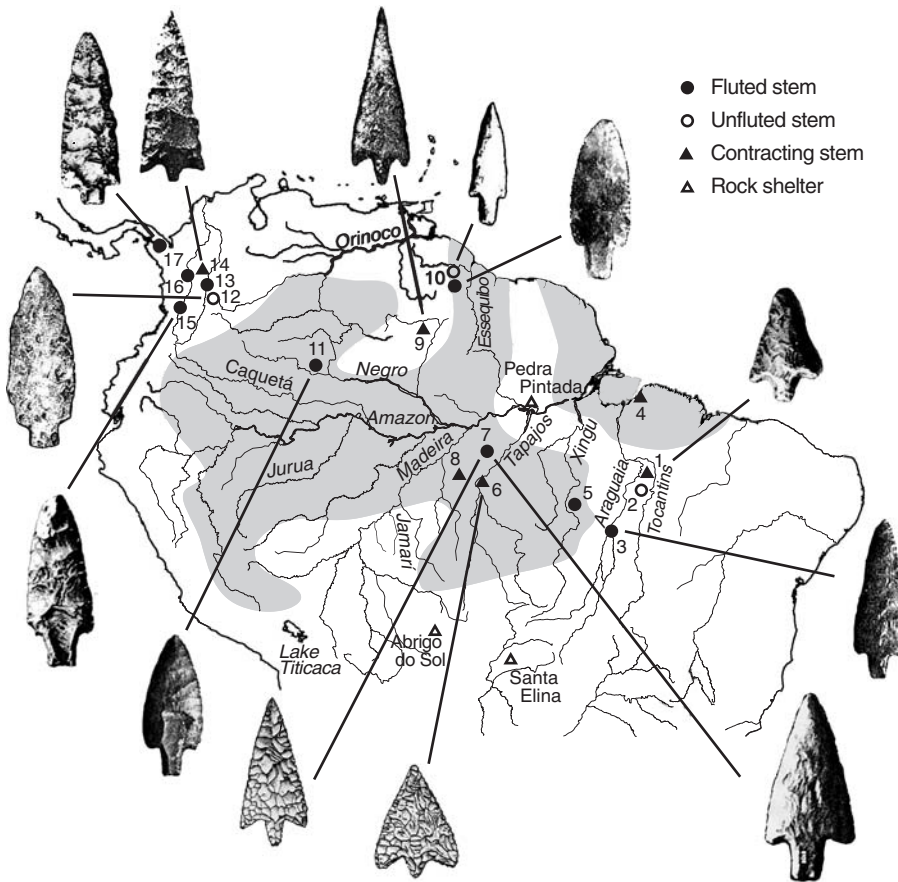 Fluted stem
Unfluted stem
Contracting stem
Rock shelter
Orinoco
17
14
16
13
12
15
10
Essequibo
9
11
Negro
Caquetá
Pedra
Pintada
Amazon
4
Tapajos
Xingu
Madeira
7
Jurua
8
6
5
Araguaia
1
2
Tocantins
3
Jamarí
Lake
Titicaca
Abrigo
do Sol
Santa
Elina